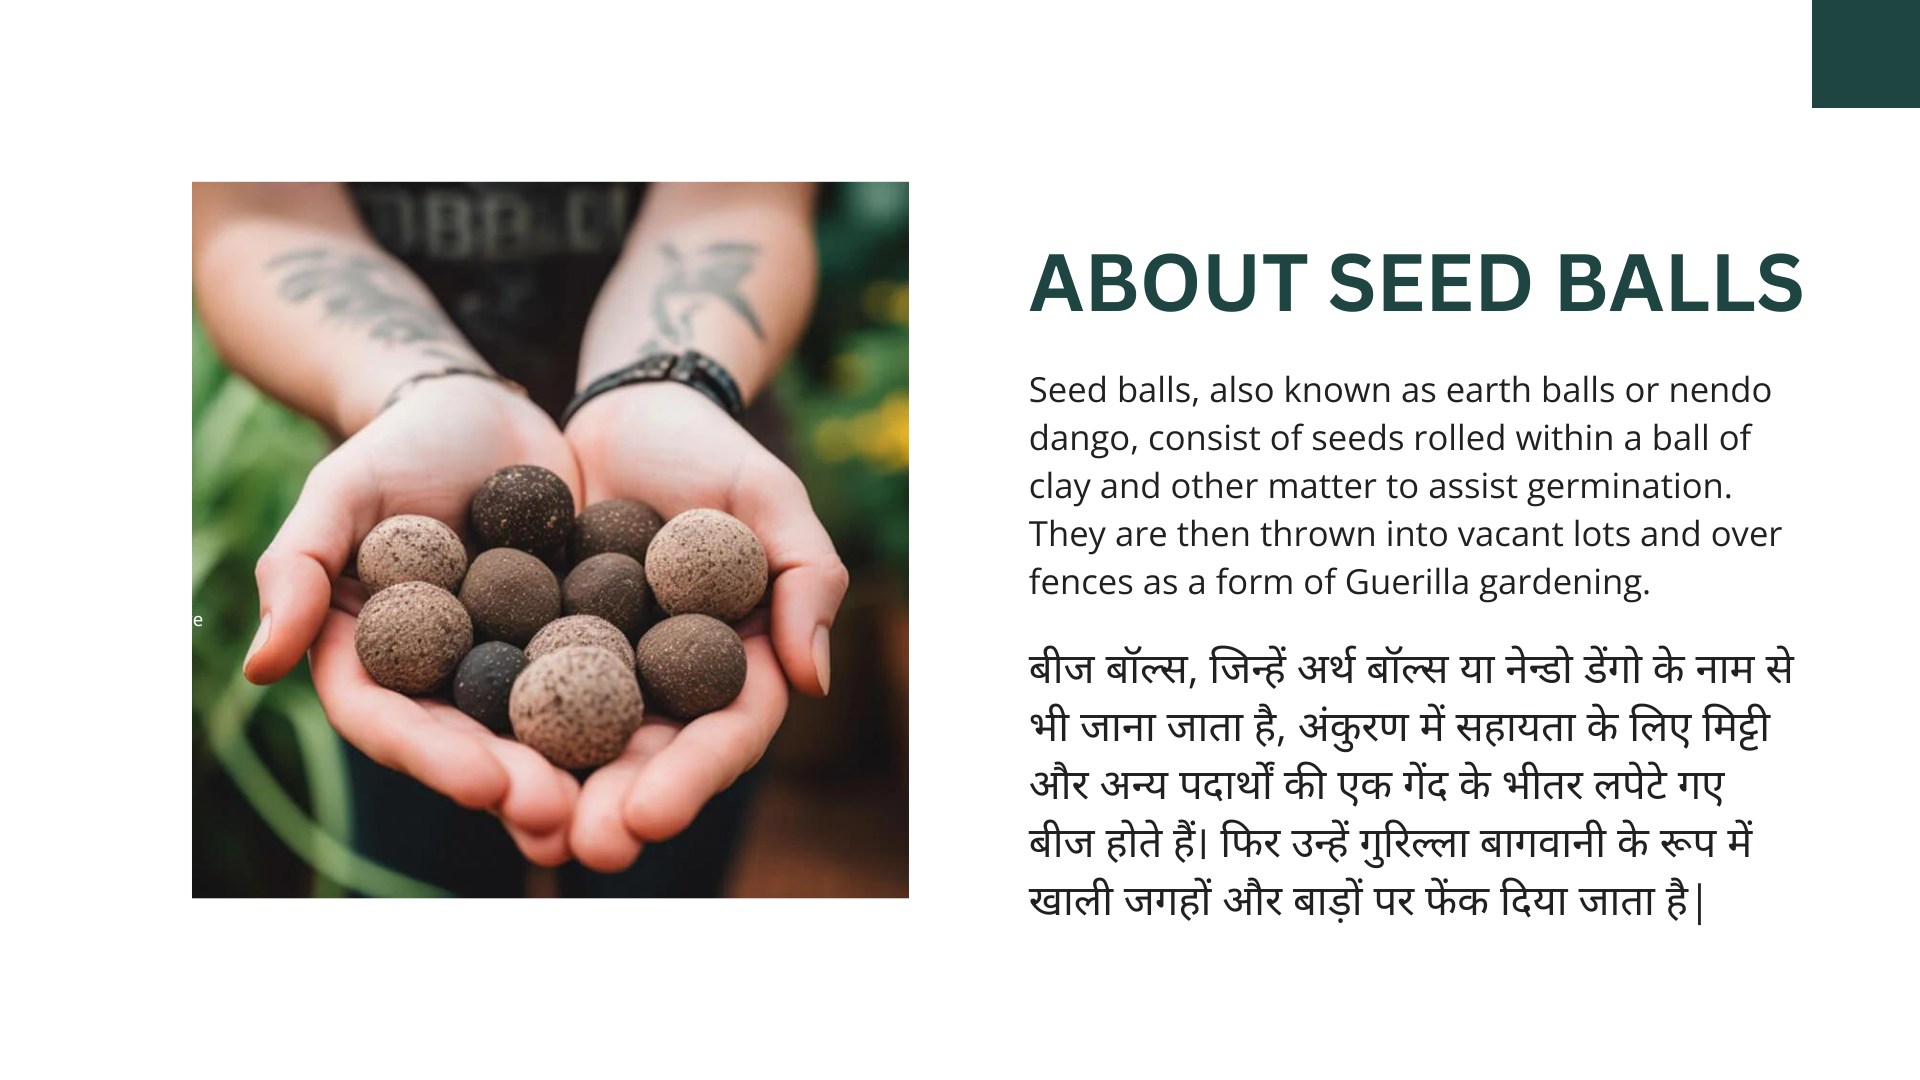 ABOUT SEED BALLS
Seed balls, also known as earth balls or nendo
dango, consist of seeds rolled within a ball of
clay and other matter to assist germination.
They are then thrown into vacant lots and over
fences as a form of Guerilla gardening.
बीज बॉल्स, जिन्हें अर्थ बॉल्स या नेन्डो डेंगो के नाम से
भी जाना जाता है, अंकुरण में सहायता के लिए मिट्टी
और अन्य पदार्थों की एक गेंद के भीतर लपेटे गए
बीज होते हैं। फिर उन्हें गुरिल्ला बागवानी के रूप में
खाली जगहों और बाड़ों पर फेंक दिया जाता है|
e